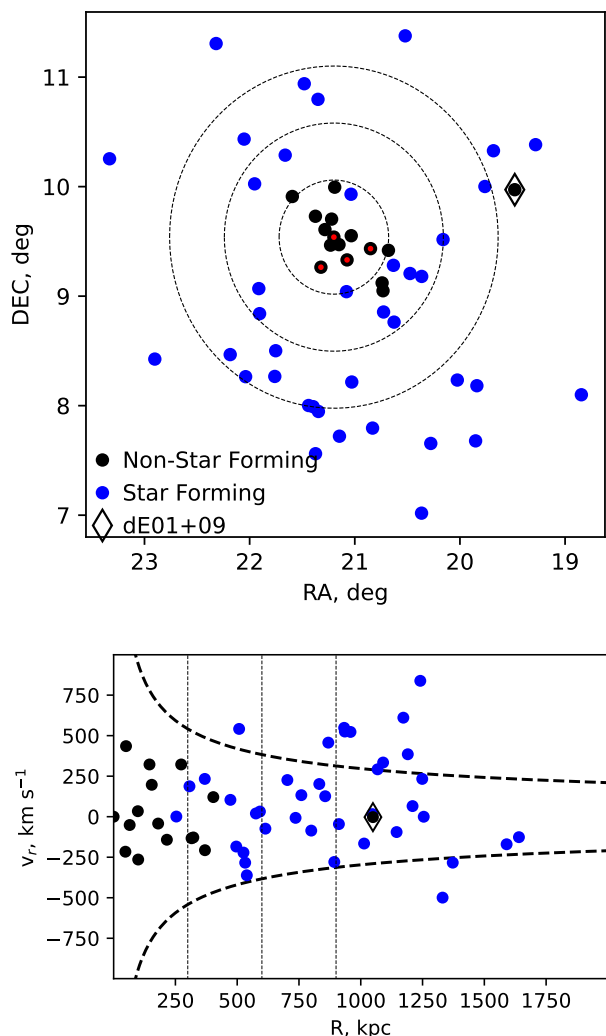 11
10
9
8
7
DEC, deg
Non-Star Forming
Star Forming
dE01+09
23 22 21 20 19
RA, deg
750
500
250
0
−250
−500
−750
v_r, km s⁻¹
250 500 750 1000 1250 1500 1750
R, kpc